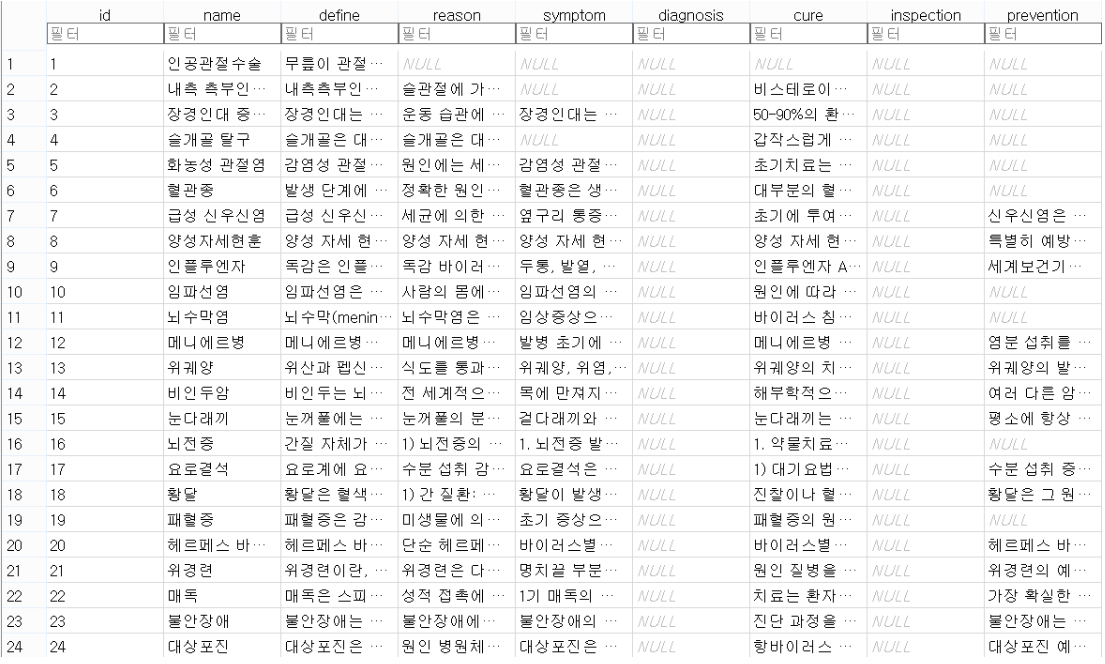 id name define reason symptom diagnosis cure inspection prevention
필터 필터 필터 필터 필터 필터 필터 필터 필터
1 1 인공관절수술 무릎이 관절… NULL NULL NULL NULL NULL NULL
2 2 내측 측부인… 내측측부인… 슬관절에 가… NULL NULL 비스테로이… NULL NULL
3 3 장경인대 증… 장경인대는 … 운동 습관에 … 장경인대는 … NULL 50-90%의 환… NULL NULL
4 4 슬개골 탈구 슬개골은 대… 슬개골은 대… NULL NULL 갑작스럽게 … NULL NULL
5 5 화농성 관절염 감염성 관절… 원인에는 세… 감염성 관절… NULL 초기치료는 … NULL NULL
6 6 혈관종 발생 단계에 … 정확한 원인… 혈관종은 생… NULL 대부분의 혈… NULL NULL
7 7 급성 신우신염 급성 신우신… 세균에 의한 … 옆구리 통증… NULL 초기에 투여… NULL 신우신염은 …
8 8 양성자세현훈 양성 자세 현… 양성 자세 현… 양성 자세 현… NULL 양성 자세 현… NULL 특별히 예방…
9 9 인플루엔자 독감은 인플… 독감 바이러… 두통, 발열, … NULL 인플루엔자 A… NULL 세계보건기…
10 10 임파선염 임파선염은 … 사람의 몸에… 임파선염의 … NULL 원인에 따라 … NULL NULL
11 11 뇌수막염 뇌수막(menin… 뇌수막염은 … 임상증상으… NULL 바이러스 침… NULL NULL
12 12 메니에르병 메니에르병… 메니에르병… 발병 초기에 … NULL 메니에르병 … NULL 염분 섭취를 …
13 13 위궤양 위산과 펩신… 식도를 통과… 위궤양, 위염,… NULL 위궤양의 치… NULL 위궤양의 발…
14 14 비인두암 비인두는 뇌… 전 세계적으… 목에 만져지… NULL 해부학적으… NULL 여러 다른 암…
15 15 눈다래끼 눈꺼풀에는 … 눈꺼풀의 분… 겉다래끼와 … NULL 눈다래끼는 … NULL 평소에 항상 …
16 16 뇌전증 간질 자체가 … 1) 뇌전증의 … 1. 뇌전증 발… NULL 1. 약물치료… NULL NULL
17 17 요로결석 요로계에 요… 수분 섭취 감… 요로결석은 … NULL 1) 대기요법… NULL 수분 섭취 증…
18 18 황달 황달은 혈색… 1) 간 질환: … 황달이 발생… NULL 진찰이나 혈… NULL 황달은 그 원…
19 19 패혈증 패혈증은 감… 미생물에 의… 초기 증상으… NULL 패혈증의 원… NULL NULL
20 20 헤르페스 바… 헤르페스 바… 단순 헤르페… 바이러스별 … NULL 바이러스별 … NULL 헤르페스 바…
21 21 위경련 위경련이란, … 위경련은 다… 명치끝 부분… NULL 원인 질병을 … NULL 위경련의 예…
22 22 매독 매독은 스피… 성적 접촉에 … 1기 매독의 … NULL 치료는 환자… NULL 가장 확실한 …
23 23 불안장애 불안장애는 … 불안장애에… 불안장애의 … NULL 진단 과정을 … NULL 불안장애는 …
24 24 대상포진 대상포진은 … 원인 병원체… 대상포진은 … NULL 항바이러스 … NULL 대상포진 예…